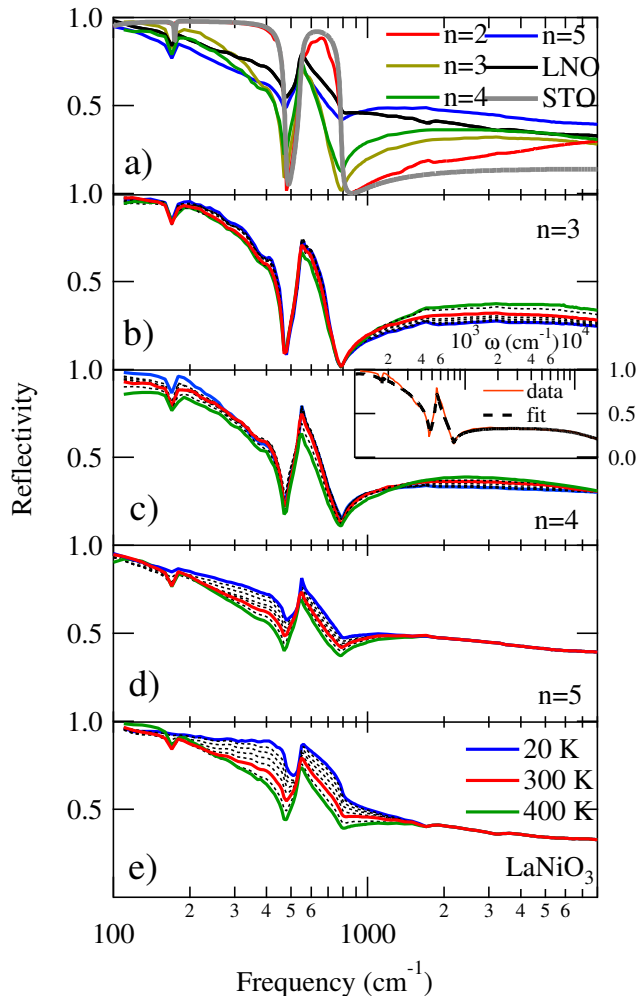 1.0
0.5
n=2
n=3
n=4
n=5
LNO
STO
a)
1.0
0.5
n=3
b)
10³ ω (cm⁻¹) 10⁴
2 4 6 2 4 6
1.0
0.5
1.0
0.5
0.0
data
fit
c)
n=4
1.0
0.5
d)
n=5
1.0
0.5
20 K
300 K
400 K
e)
LaNiO₃
100 2 3 4 5 6 1000 2 3 4 5 6
Reflectivity
Frequency (cm⁻¹)